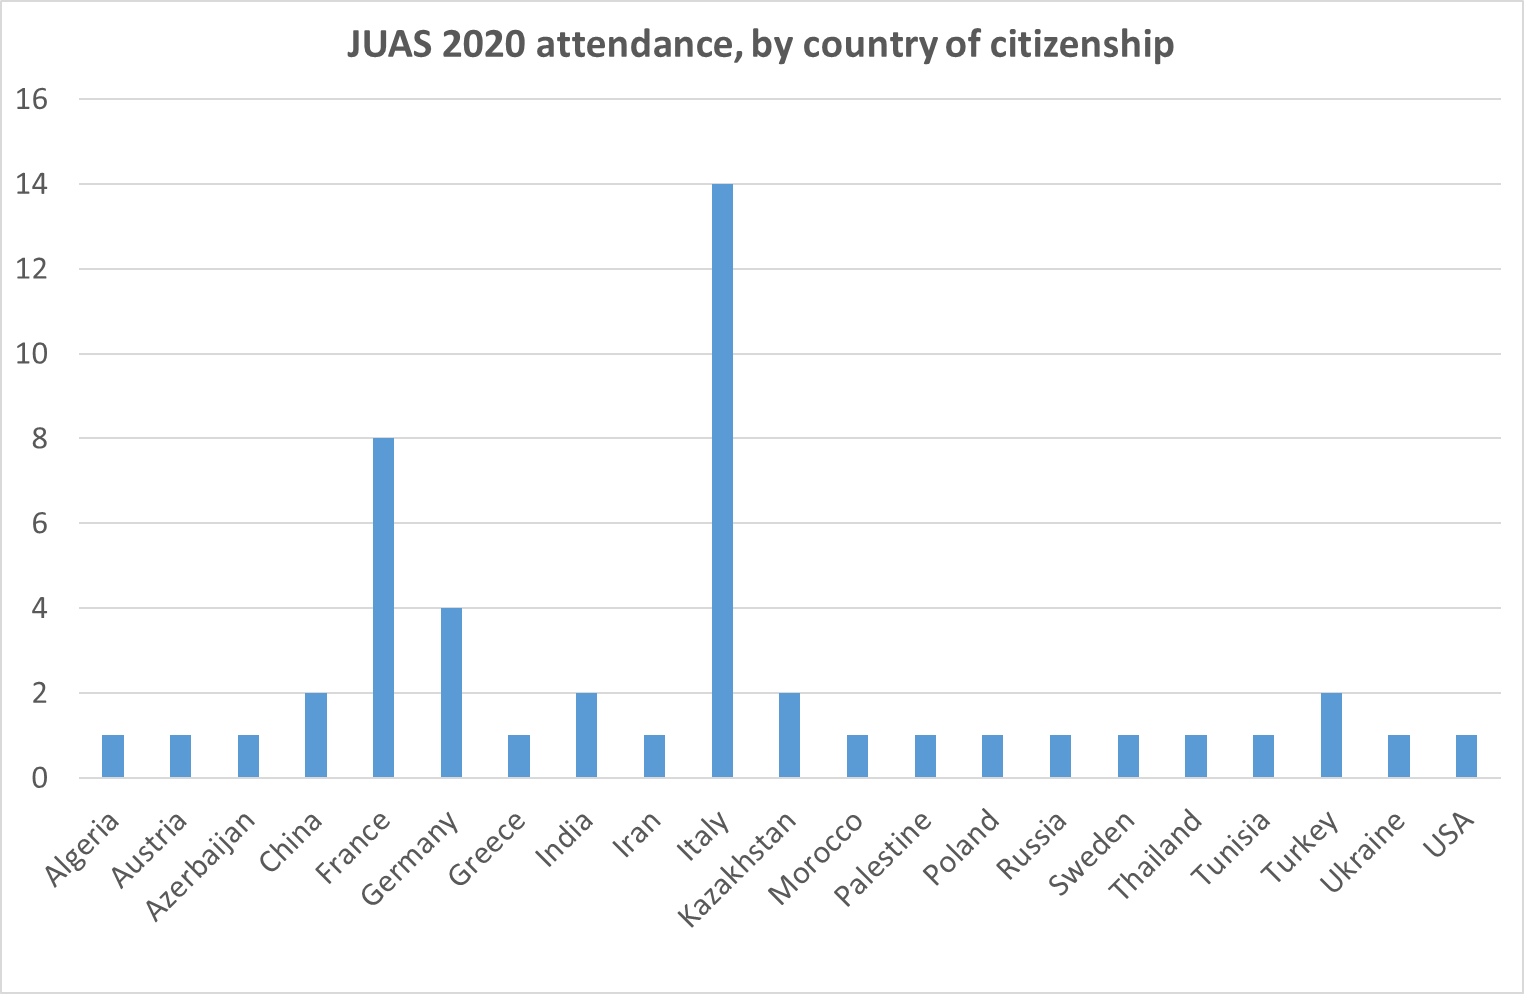 JUAS 2020 attendance, by country of citizenship
16
14
12
10
8
6
4
2
0
Algeria
Austria
Azerbaijan
China
France
Germany
Greece
India
Iran
Italy
Kazakhstan
Morocco
Palestine
Poland
Russia
Sweden
Thailand
Tunisia
Turkey
Ukraine
USA